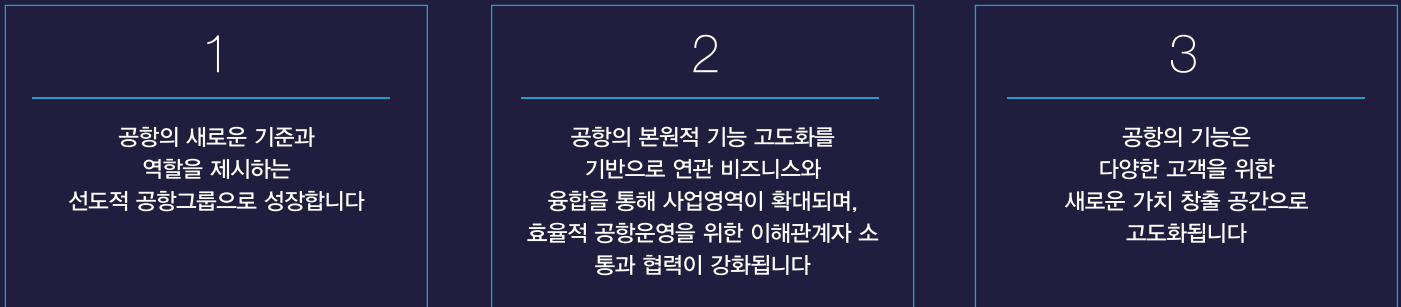 1
공항의 새로운 기준과
역할을 제시하는
선도적 공항그룹으로 성장합니다
2
공항의 본원적 기능 고도화를
기반으로 연관 비즈니스와
융합을 통해 사업영역이 확대되며,
효율적 공항운영을 위한 이해관계자 소
통과 협력이 강화됩니다
3
공항의 기능은
다양한 고객을 위한
새로운 가치 창출 공간으로
고도화됩니다